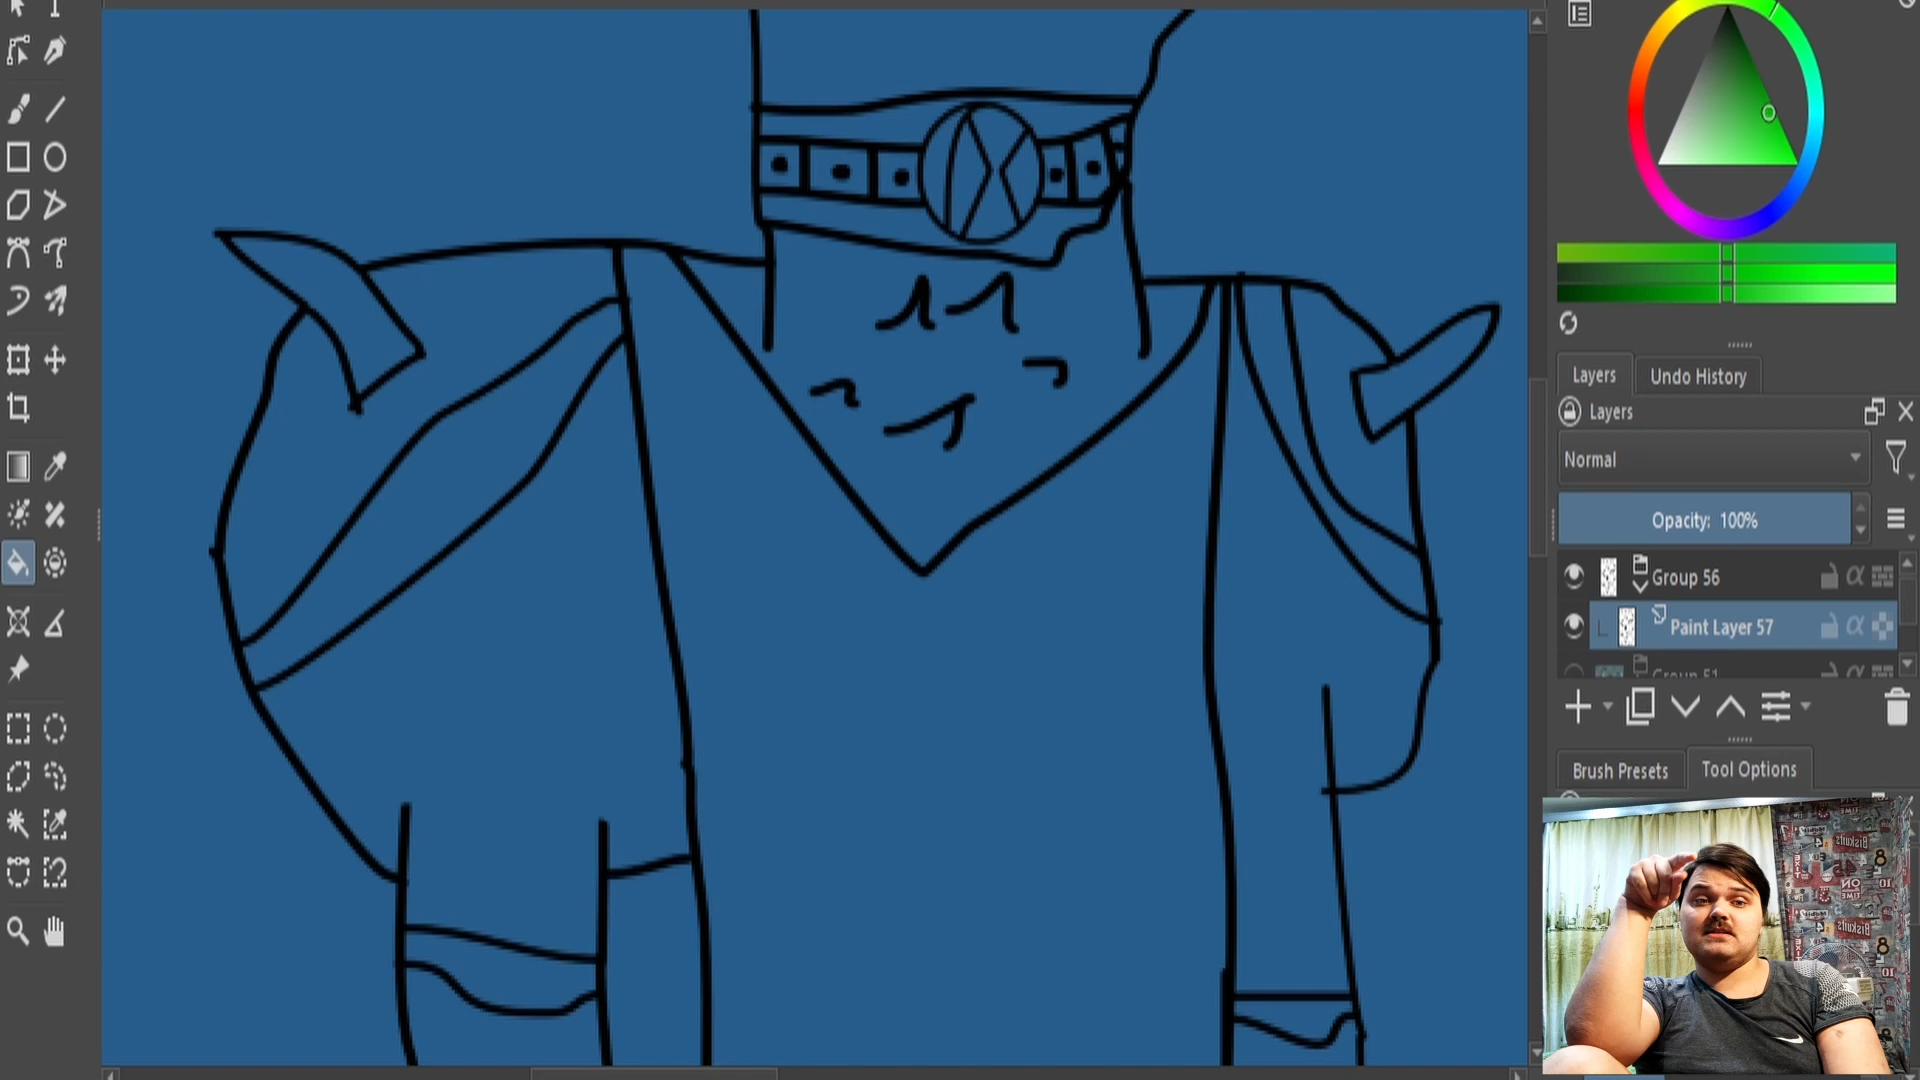 Layers
Undo History
Layers
Normal
Opacity: 100%
Group 56
Paint Layer 57
Group 51
Brush Presets
Tool Options